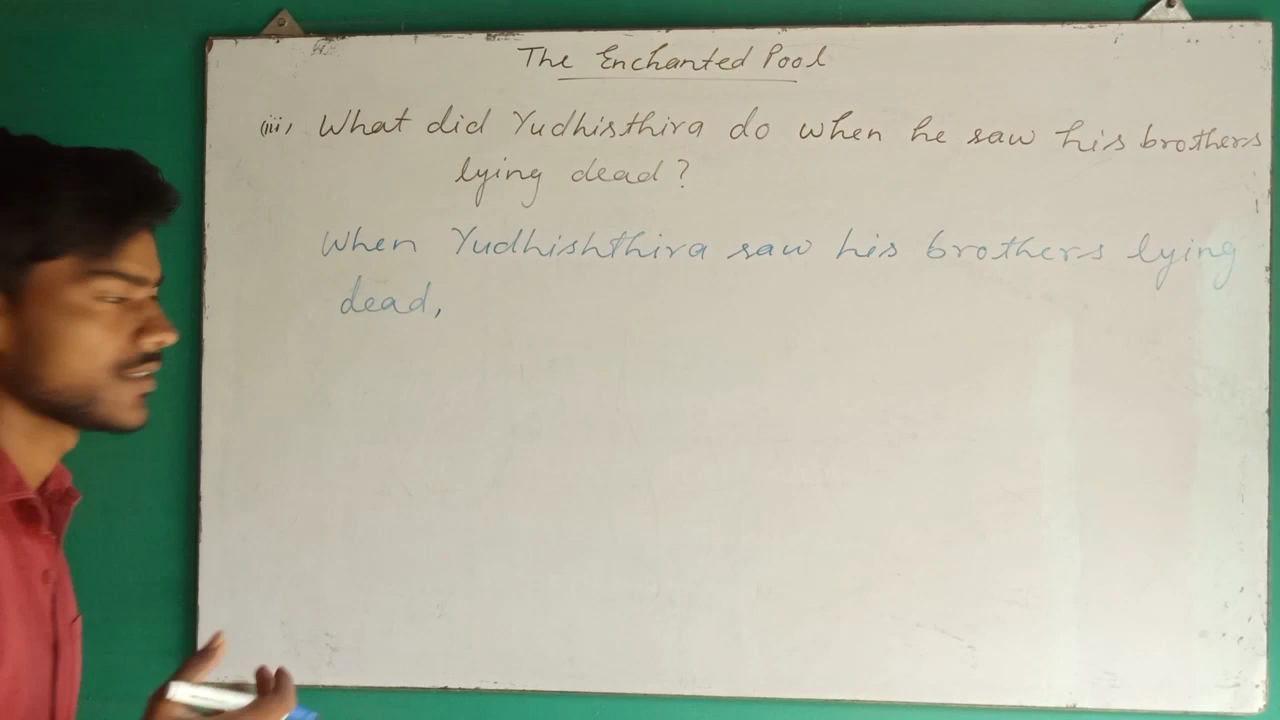 The Enchanted Pool
(iii) What did Yudhisthira do when he saw his brothers
lying dead?
When Yudhishthira saw his brothers lying
dead,